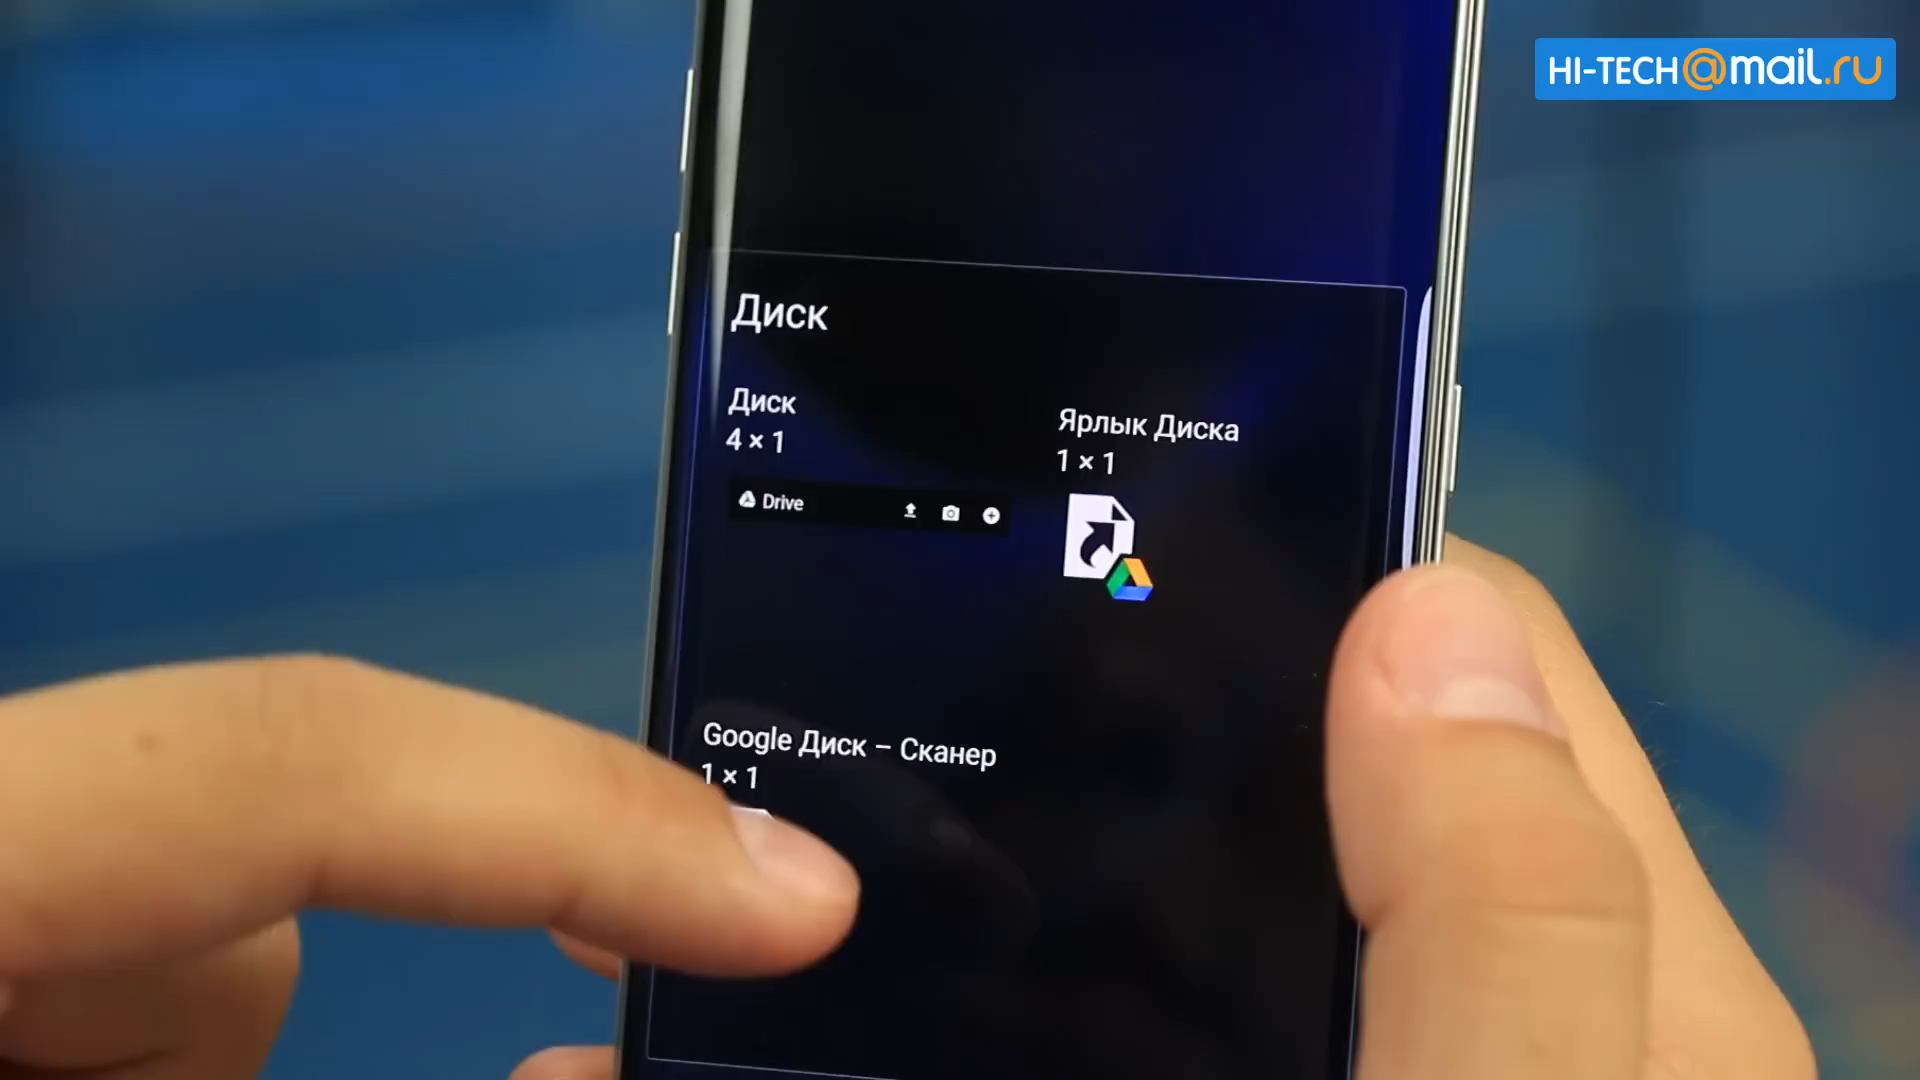 HI-TECH@mail.ru
Диск
Диск
4 × 1
Ярлык Диска
1 × 1
Drive
Google Диск – Сканер
1 × 1